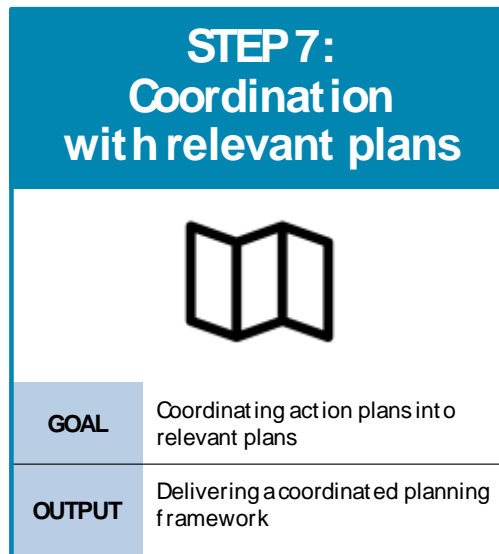 STEP 7:
Coordination
with relevant plans
GOAL
Coordinating action plans into
relevant plans
OUTPUT
Delivering a coordinated planning
framework